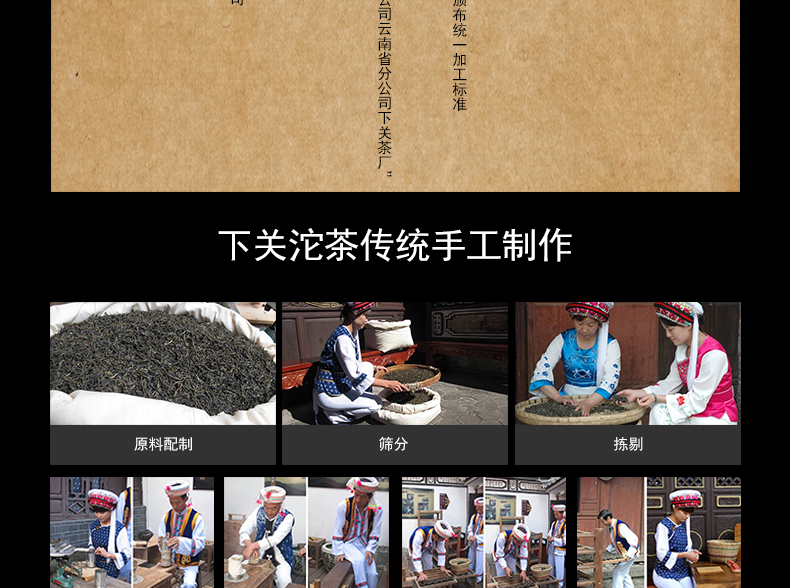 颁布统一加工标准
公司云南省分公司下关茶厂”
司
下关沱茶传统手工制作
原料配制
筛分
拣剔